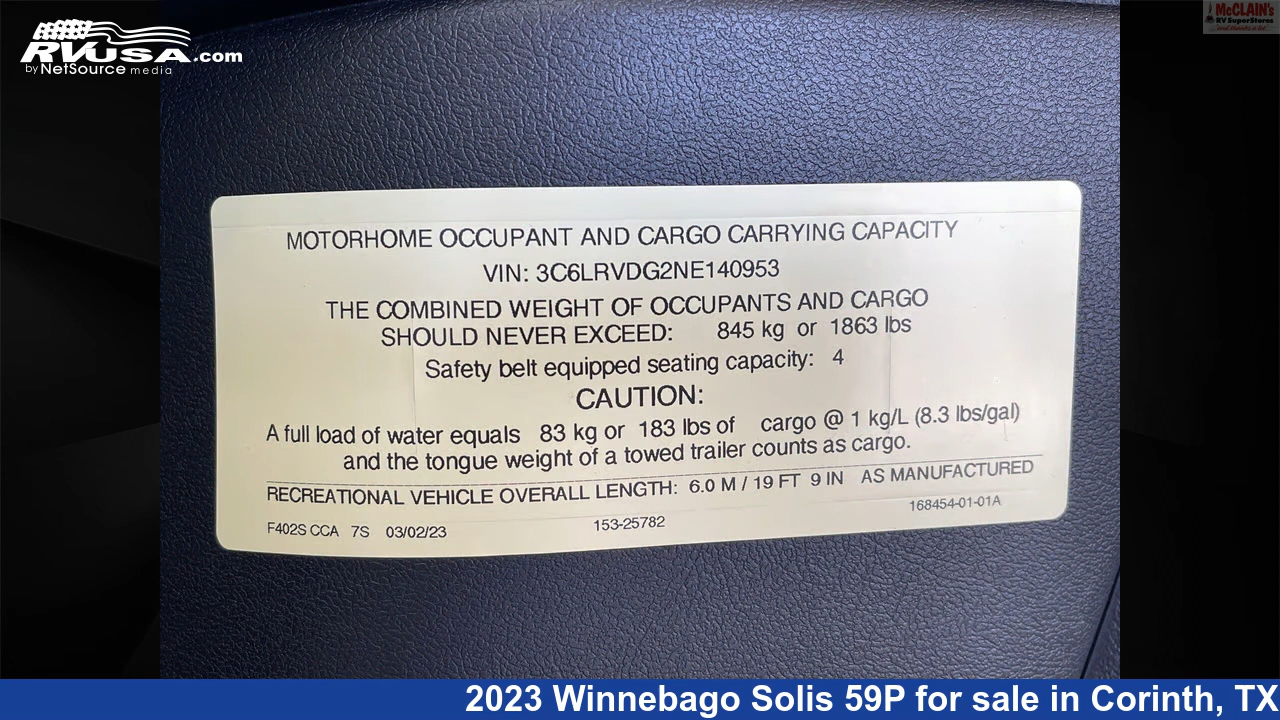 RVUSA.com
by NetSource media
McCLAIN'S
RV SuperStores
MOTORHOME OCCUPANT AND CARGO CARRYING CAPACITY
VIN: 3C6LRVDG2NE140953
THE COMBINED WEIGHT OF OCCUPANTS AND CARGO
SHOULD NEVER EXCEED: 845 kg or 1863 lbs
Safety belt equipped seating capacity: 4
CAUTION:
A full load of water equals 83 kg or 183 lbs of cargo @ 1 kg/L (8.3 lbs/gal)
and the tongue weight of a towed trailer counts as cargo.
RECREATIONAL VEHICLE OVERALL LENGTH: 6.0 M / 19 FT 9 IN AS MANUFACTURED
F402S CCA 7S 03/02/23 153-25782 168454-01-01A
2023 Winnebago Solis 59P for sale in Corinth, TX